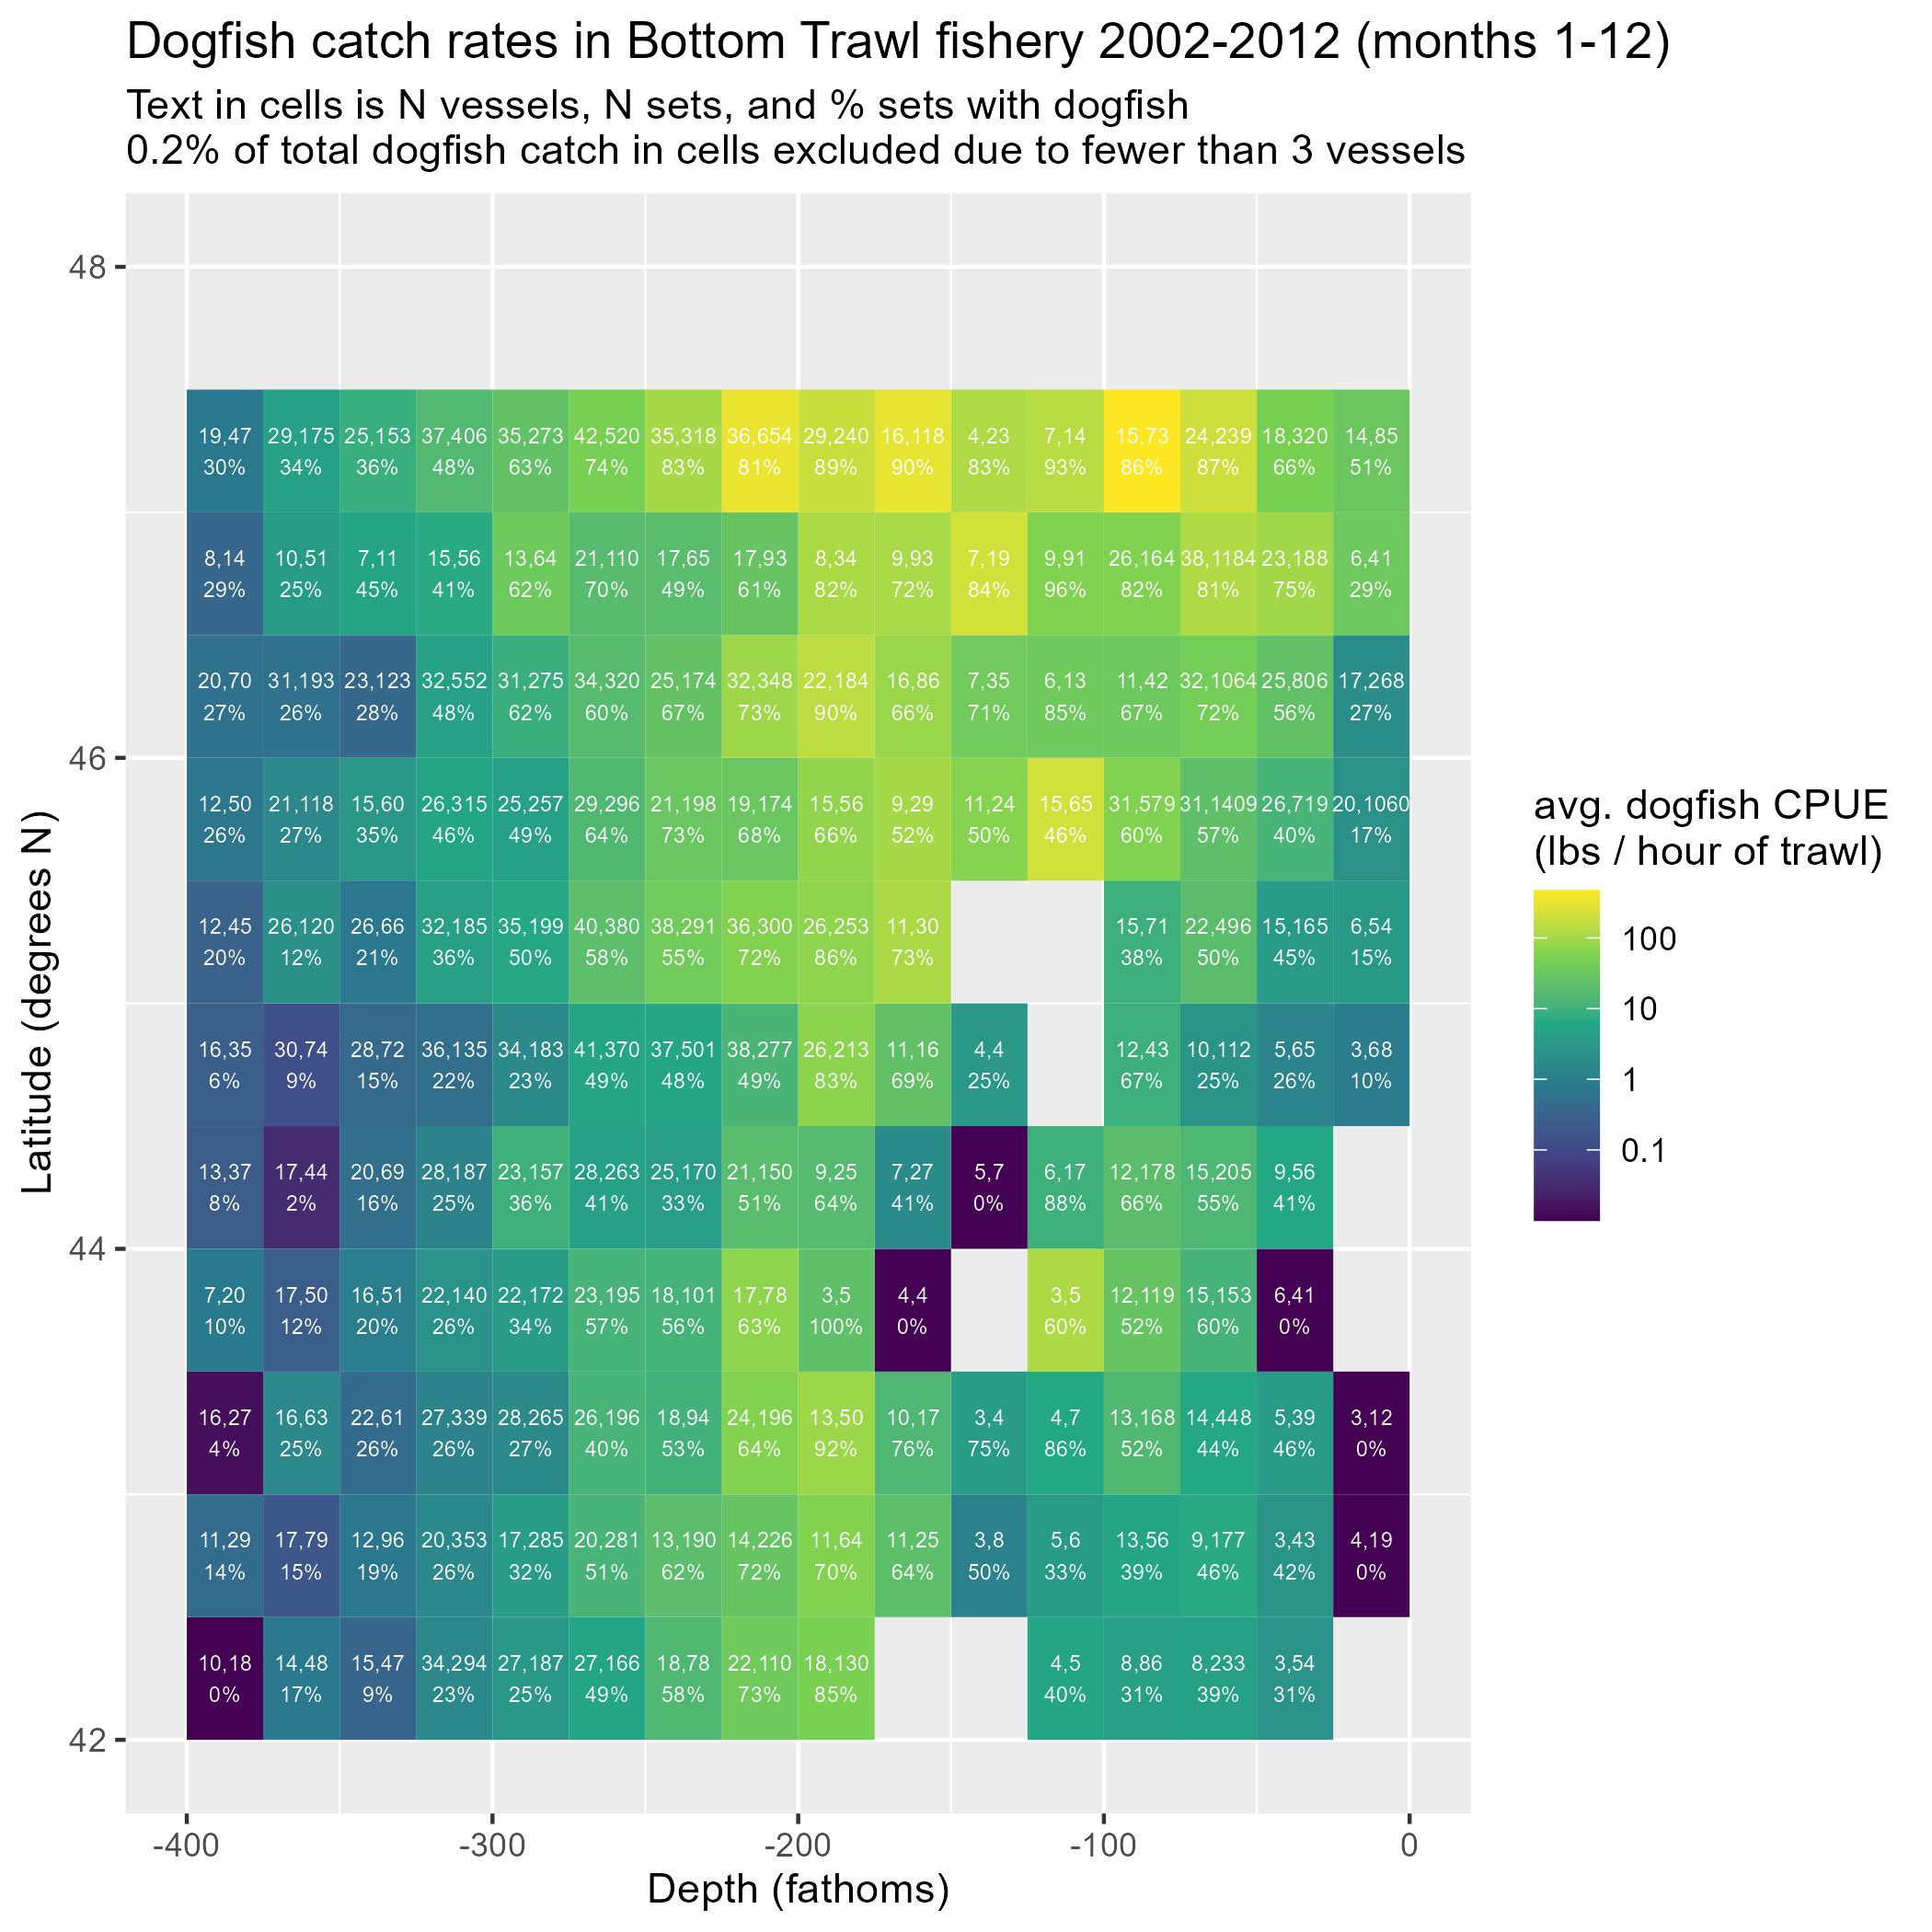 Dogfish catch rates in Bottom Trawl fishery 2002-2012 (months 1-12)
Text in cells is N vessels, N sets, and % sets with dogfish
0.2% of total dogfish catch in cells excluded due to fewer than 3 vessels
48
19,47 29,175 25,153 37,406 35,273 42,520 35,318 36,654 29,240 16,118 4,23 7,14 15,73 24,239 18,320 14,85
30% 34% 36% 48% 63% 74% 83% 81% 89% 90% 83% 93% 86% 87% 66% 51%
8,14 10,51 7,11 15,56 13,64 21,110 17,65 17,93 8,34 9,93 7,19 9,91 26,164 38,1184 23,188 6,41
29% 25% 45% 41% 62% 70% 49% 61% 82% 72% 84% 96% 82% 81% 75% 29%
20,70 31,193 23,123 32,552 31,275 34,320 25,174 32,348 22,184 16,86 7,35 6,13 11,42 32,1064 25,806 17,268
27% 26% 28% 48% 62% 60% 67% 73% 90% 66% 71% 85% 67% 72% 56% 27%
46
12,50 21,118 15,60 26,315 25,257 29,296 21,198 19,174 15,56 9,29 11,24 15,65 31,579 31,1409 26,719 20,1060
26% 27% 35% 46% 49% 64% 73% 68% 66% 52% 50% 46% 60% 57% 40% 17%
12,45 26,120 26,66 32,185 35,199 40,380 38,291 36,300 26,253 11,30 15,71 22,496 15,165 6,54
20% 12% 21% 36% 50% 58% 55% 72% 86% 73% 38% 50% 45% 15%
16,35 30,74 28,72 36,135 34,183 41,370 37,501 38,277 26,213 11,16 4,4 12,43 10,112 5,65 3,68
6% 9% 15% 22% 23% 49% 48% 49% 83% 69% 25% 67% 25% 26% 10%
13,37 17,44 20,69 28,187 23,157 28,263 25,170 21,150 9,25 7,27 5,7 6,17 12,178 15,205 9,56
8% 2% 16% 25% 36% 41% 33% 51% 64% 41% 0% 88% 66% 55% 41%
44
7,20 17,50 16,51 22,140 22,172 23,195 18,101 17,78 3,5 4,4 3,5 12,119 15,153 6,41
10% 12% 20% 26% 34% 57% 56% 63% 100% 0% 60% 52% 60% 0%
16,27 16,63 22,61 27,339 28,265 26,196 18,94 24,196 13,50 10,17 3,4 4,7 13,168 14,448 5,39 3,12
4% 25% 26% 26% 27% 40% 53% 64% 92% 76% 75% 86% 52% 44% 46% 0%
11,29 17,79 12,96 20,353 17,285 20,281 13,190 14,226 11,64 11,25 3,8 5,6 13,56 9,177 3,43 4,19
14% 15% 19% 26% 32% 51% 62% 72% 70% 64% 50% 33% 39% 46% 42% 0%
10,18 14,48 15,47 34,294 27,187 27,166 18,78 22,110 18,130 4,5 8,86 8,233 3,54
0% 17% 9% 23% 25% 49% 58% 73% 85% 40% 31% 39% 31%
42
-400 -300 -200 -100 0
Depth (fathoms)
Latitude (degrees N)
avg. dogfish CPUE
(lbs / hour of trawl)
100
10
1
0.1